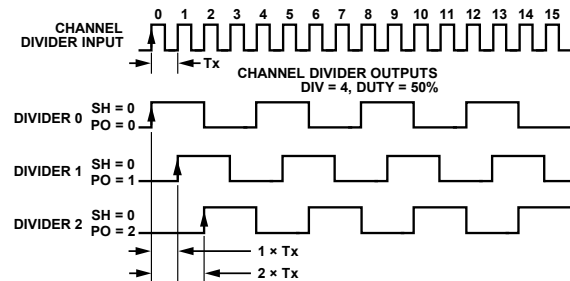 0 1 2 3 4 5 6 7 8 9 10 11 12 13 14 15
CHANNEL
DIVIDER INPUT
Tx
CHANNEL DIVIDER OUTPUTS
DIV = 4, DUTY = 50%
DIVIDER 0
SH = 0
PO = 0
DIVIDER 1
SH = 0
PO = 1
DIVIDER 2
SH = 0
PO = 2
1 × Tx
2 × Tx